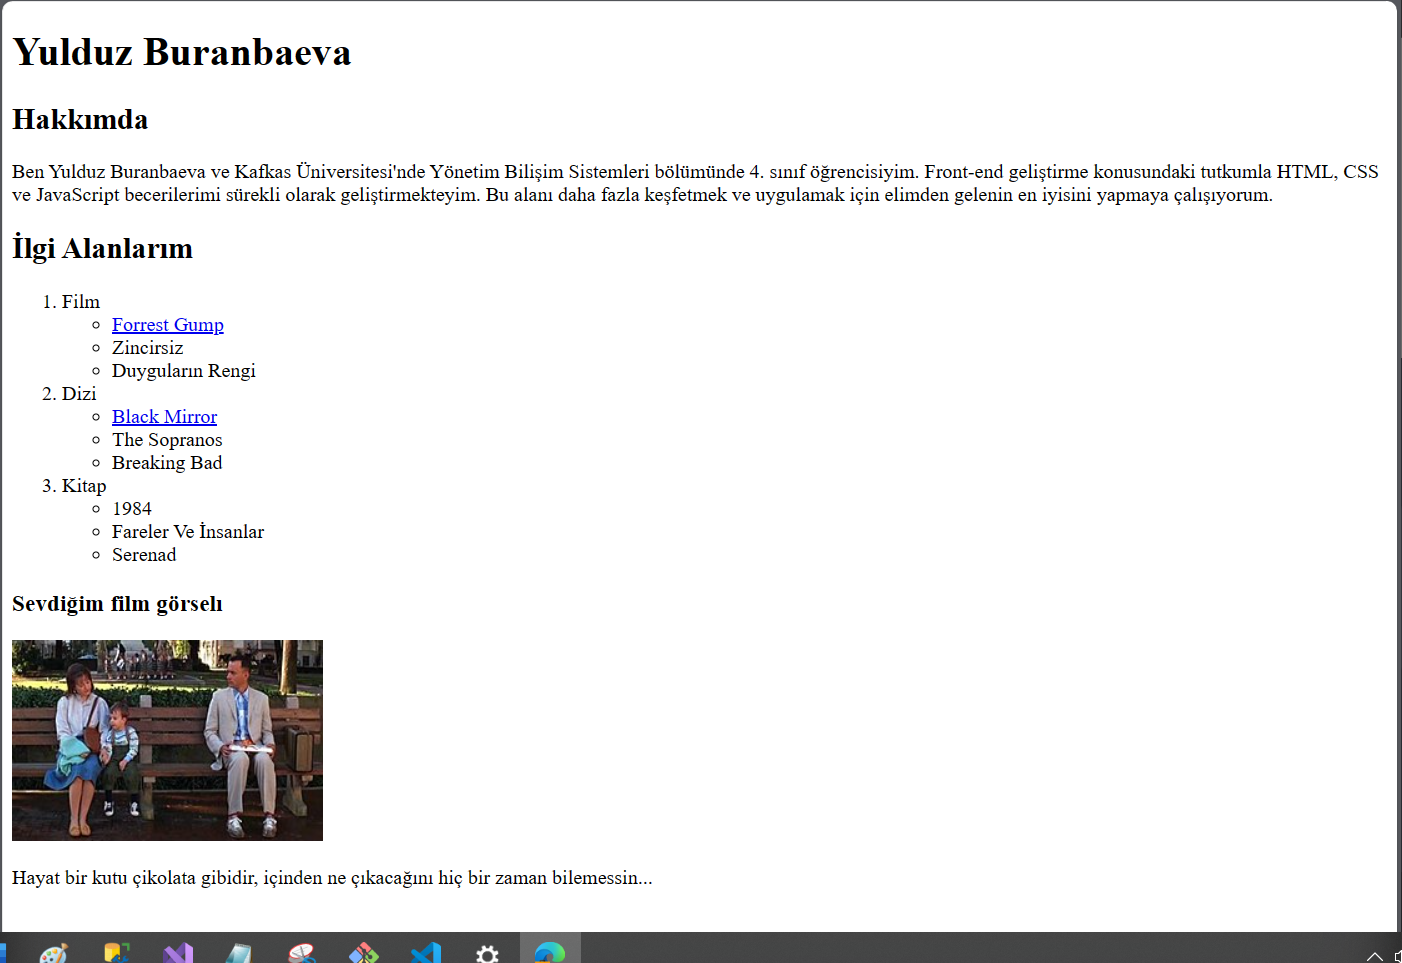 Yulduz Buranbaeva
Hakkımda
Ben Yulduz Buranbaeva ve Kafkas Üniversitesi'nde Yönetim Bilişim Sistemleri bölümünde 4. sınıf öğrencisiyim. Front-end geliştirme konusundaki tutkumla HTML, CSS
ve JavaScript becerilerimi sürekli olarak geliştirmekteyim. Bu alanı daha fazla keşfetmek ve uygulamak için elimden gelenin en iyisini yapmaya çalışıyorum.
İlgi Alanlarım
1. Film
Forrest Gump
Zincirsiz
Duyguların Rengi
2. Dizi
Black Mirror
The Sopranos
Breaking Bad
3. Kitap
1984
Fareler Ve İnsanlar
Serenad
Sevdiğim film görselı
Hayat bir kutu çikolata gibidir, içinden ne çıkacağını hiç bir zaman bilemessin...